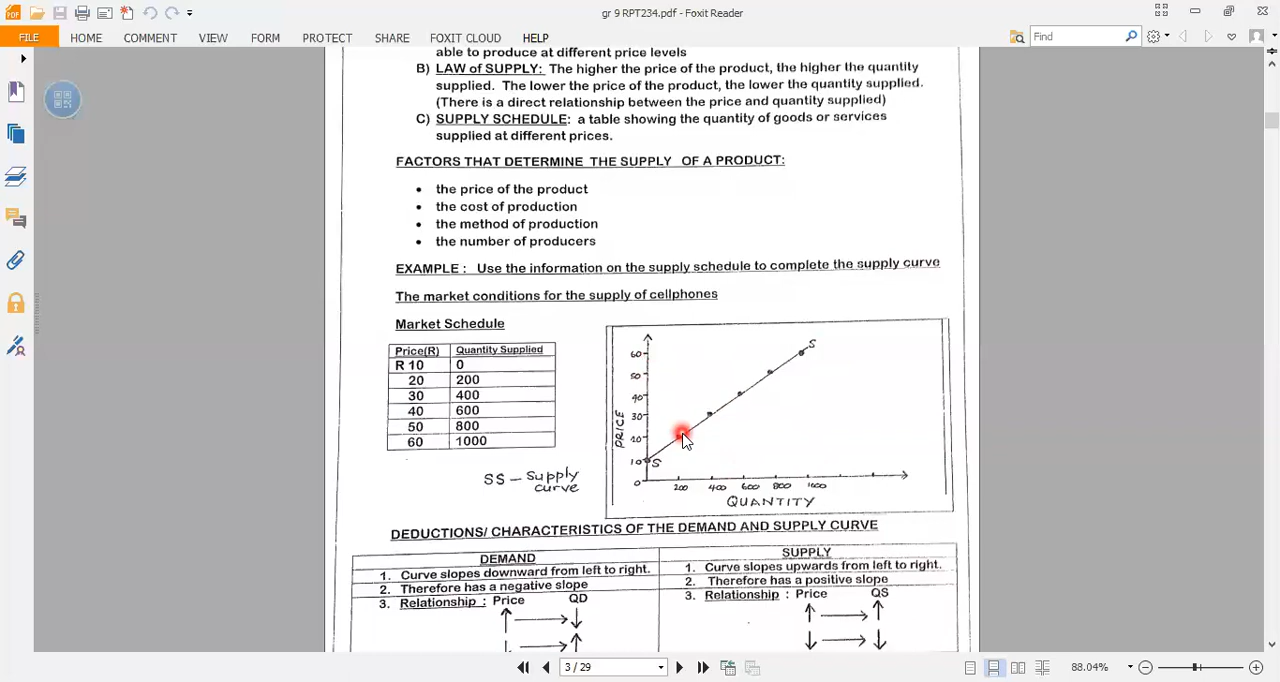 gr 9 RPT234.pdf - Foxit Reader
FILE HOME COMMENT VIEW FORM PROTECT SHARE FOXIT CLOUD HELP Find
able to produce at different price levels
B) LAW of SUPPLY: The higher the price of the product, the higher the quantity
supplied. The lower the price of the product, the lower the quantity supplied.
(There is a direct relationship between the price and quantity supplied)
C) SUPPLY SCHEDULE: a table showing the quantity of goods or services
supplied at different prices.
FACTORS THAT DETERMINE THE SUPPLY OF A PRODUCT:
• the price of the product
• the cost of production
• the method of production
• the number of producers
EXAMPLE : Use the information on the supply schedule to complete the supply curve
The market conditions for the supply of cellphones
Market Schedule
Price(R) Quantity Supplied
R 10 0
20 200
30 400
40 600
50 800
60 1000
SS – Supply
curve
S
60
50
40
30
20
10
0
S
PRICE
200 400 600 800 1000
QUANTITY
DEDUCTIONS/ CHARACTERISTICS OF THE DEMAND AND SUPPLY CURVE
DEMAND SUPPLY
1. Curve slopes downward from left to right. 1. Curve slopes upwards from left to right.
2. Therefore has a negative slope 2. Therefore has a positive slope
3. Relationship : Price QD 3. Relationship : Price QS
3 / 29 88.04%